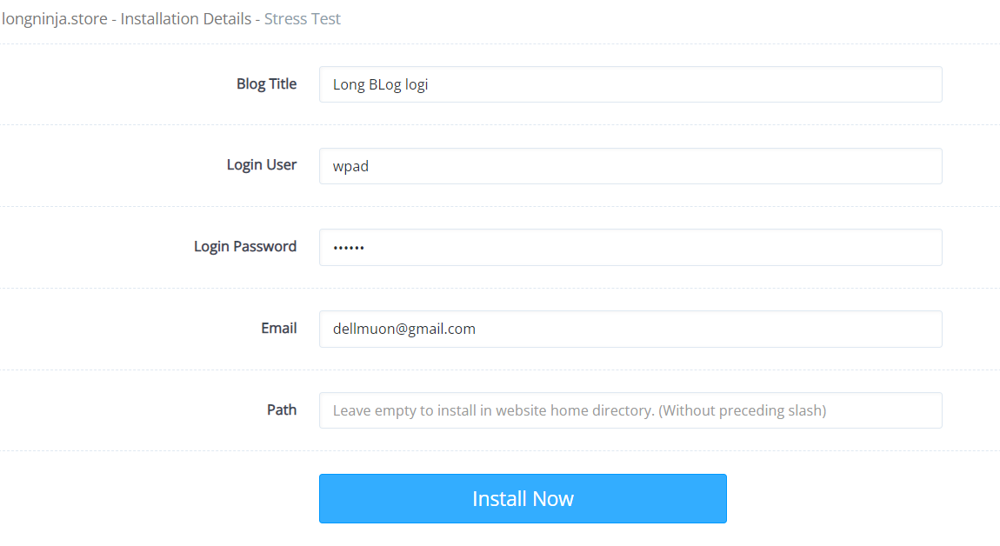 longninja.store - Installation Details - Stress Test
Blog Title
Long BLog logi
Login User
wpad
Login Password
••••••
Email
dellmuon@gmail.com
Path
Leave empty to install in website home directory. (Without preceding slash)
Install Now